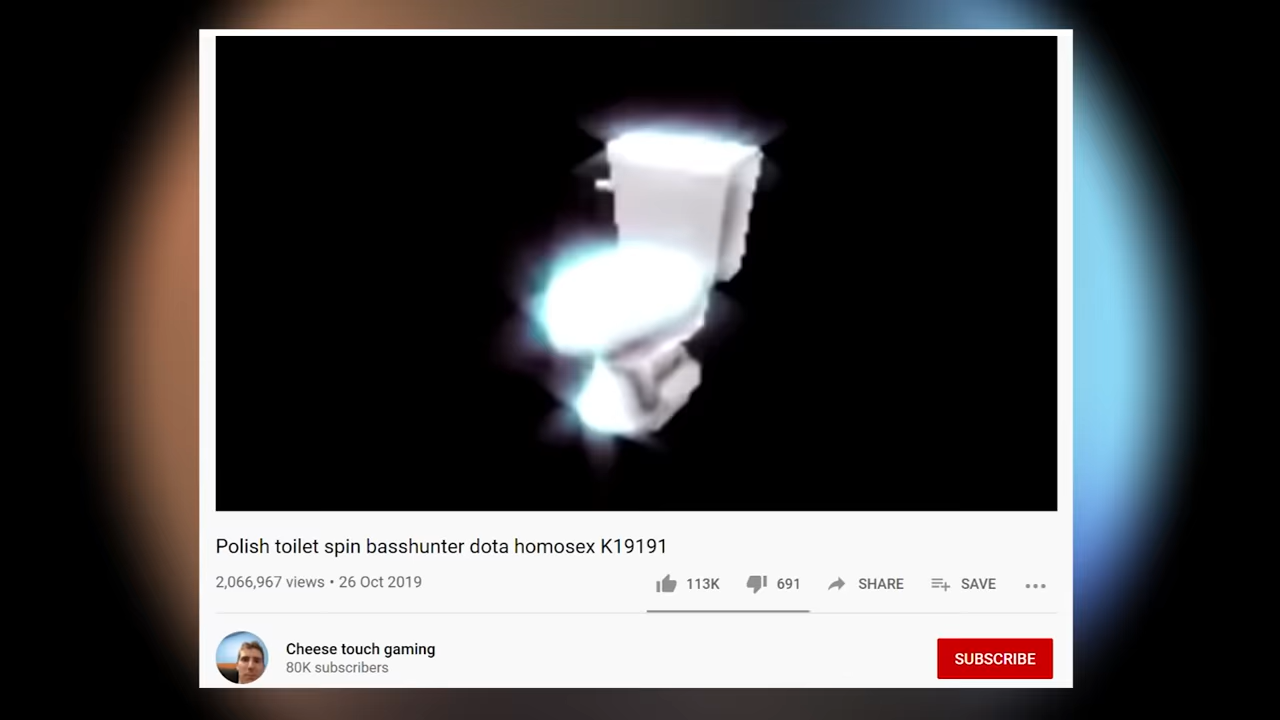 Polish toilet spin basshunter dota homosex K19191
2,066,967 views • 26 Oct 2019
113K
691
SHARE
SAVE
Cheese touch gaming
80K subscribers
SUBSCRIBE